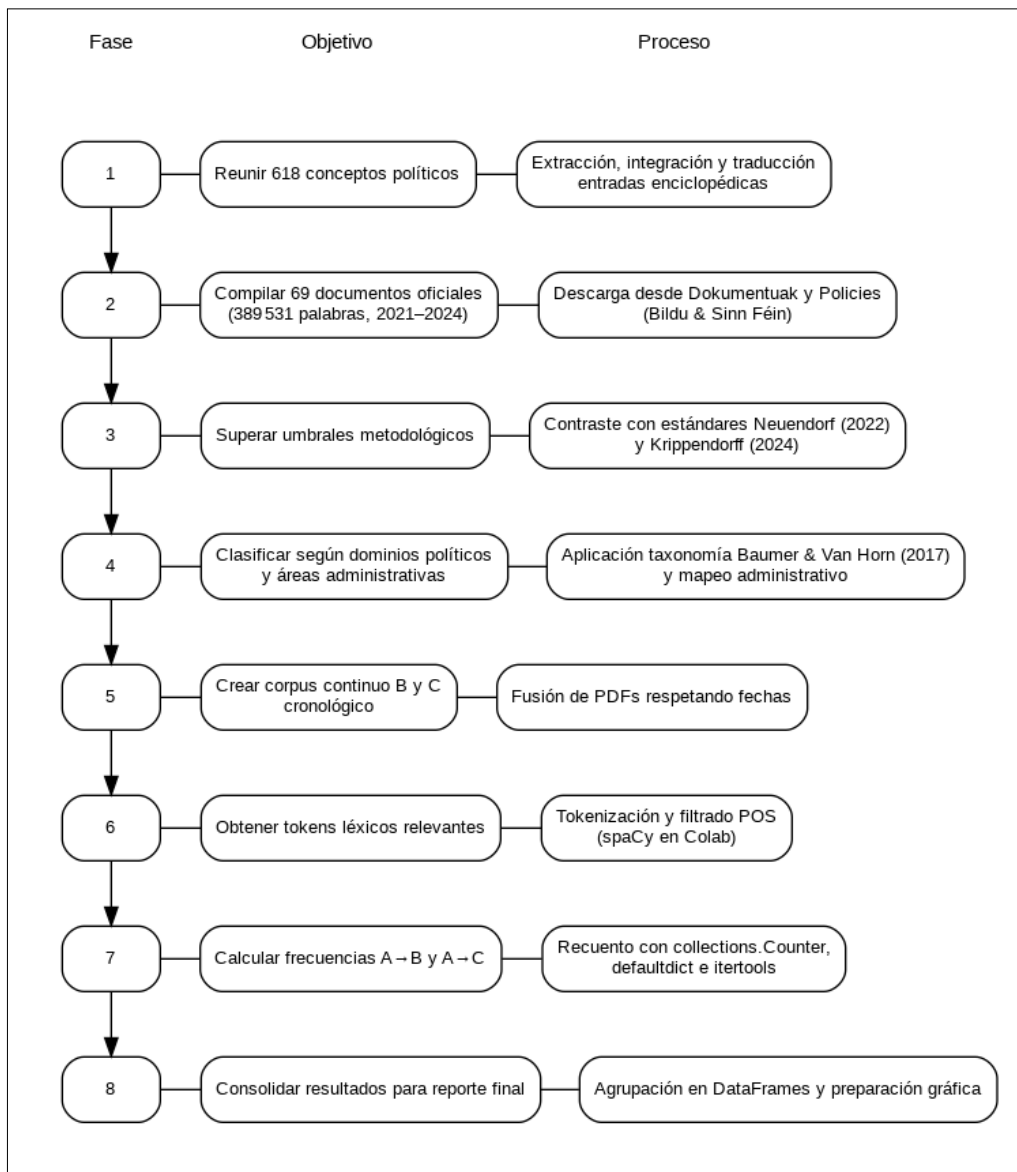 Fase Objetivo Proceso
1 Reunir 618 conceptos políticos Extracción, integración y traducción
entradas enciclopédicas
2 Compilar 69 documentos oficiales Descarga desde Dokumentuak y Policies
(389 531 palabras, 2021–2024) (Bildu & Sinn Féin)
3 Superar umbrales metodológicos Contraste con estándares Neuendorf (2022)
y Krippendorff (2024)
4 Clasificar según dominios políticos Aplicación taxonomía Baumer & Van Horn (2017)
y áreas administrativas y mapeo administrativo
5 Crear corpus continuo B y C Fusión de PDFs respetando fechas
cronológico
6 Obtener tokens léxicos relevantes Tokenización y filtrado POS
(spaCy en Colab)
7 Calcular frecuencias A→B y A→C Recuento con collections.Counter,
defaultdict e itertools
8 Consolidar resultados para reporte final Agrupación en DataFrames y preparación gráfica